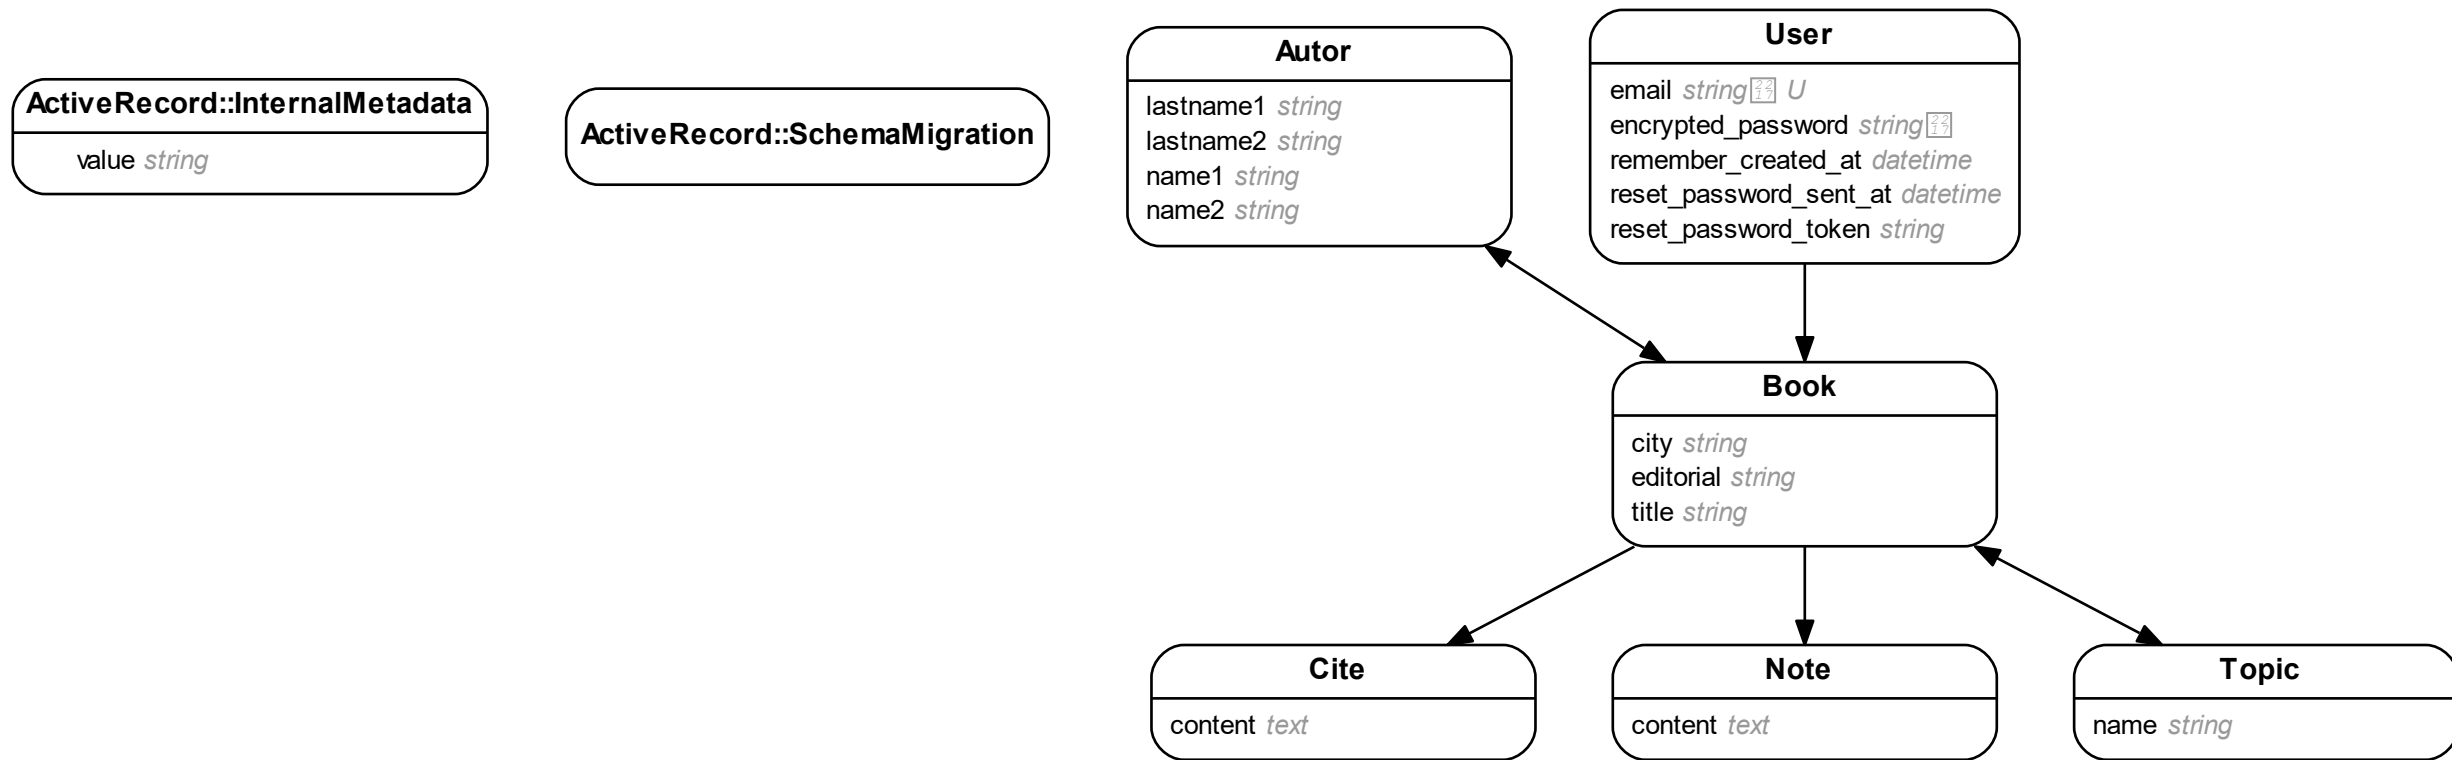 ActiveRecord::InternalMetadata
value string
ActiveRecord::SchemaMigration
Autor
lastname1 string
lastname2 string
name1 string
name2 string
User
email string U
encrypted_password string
remember_created_at datetime
reset_password_sent_at datetime
reset_password_token string
Book
city string
editorial string
title string
Cite
content text
Note
content text
Topic
name string